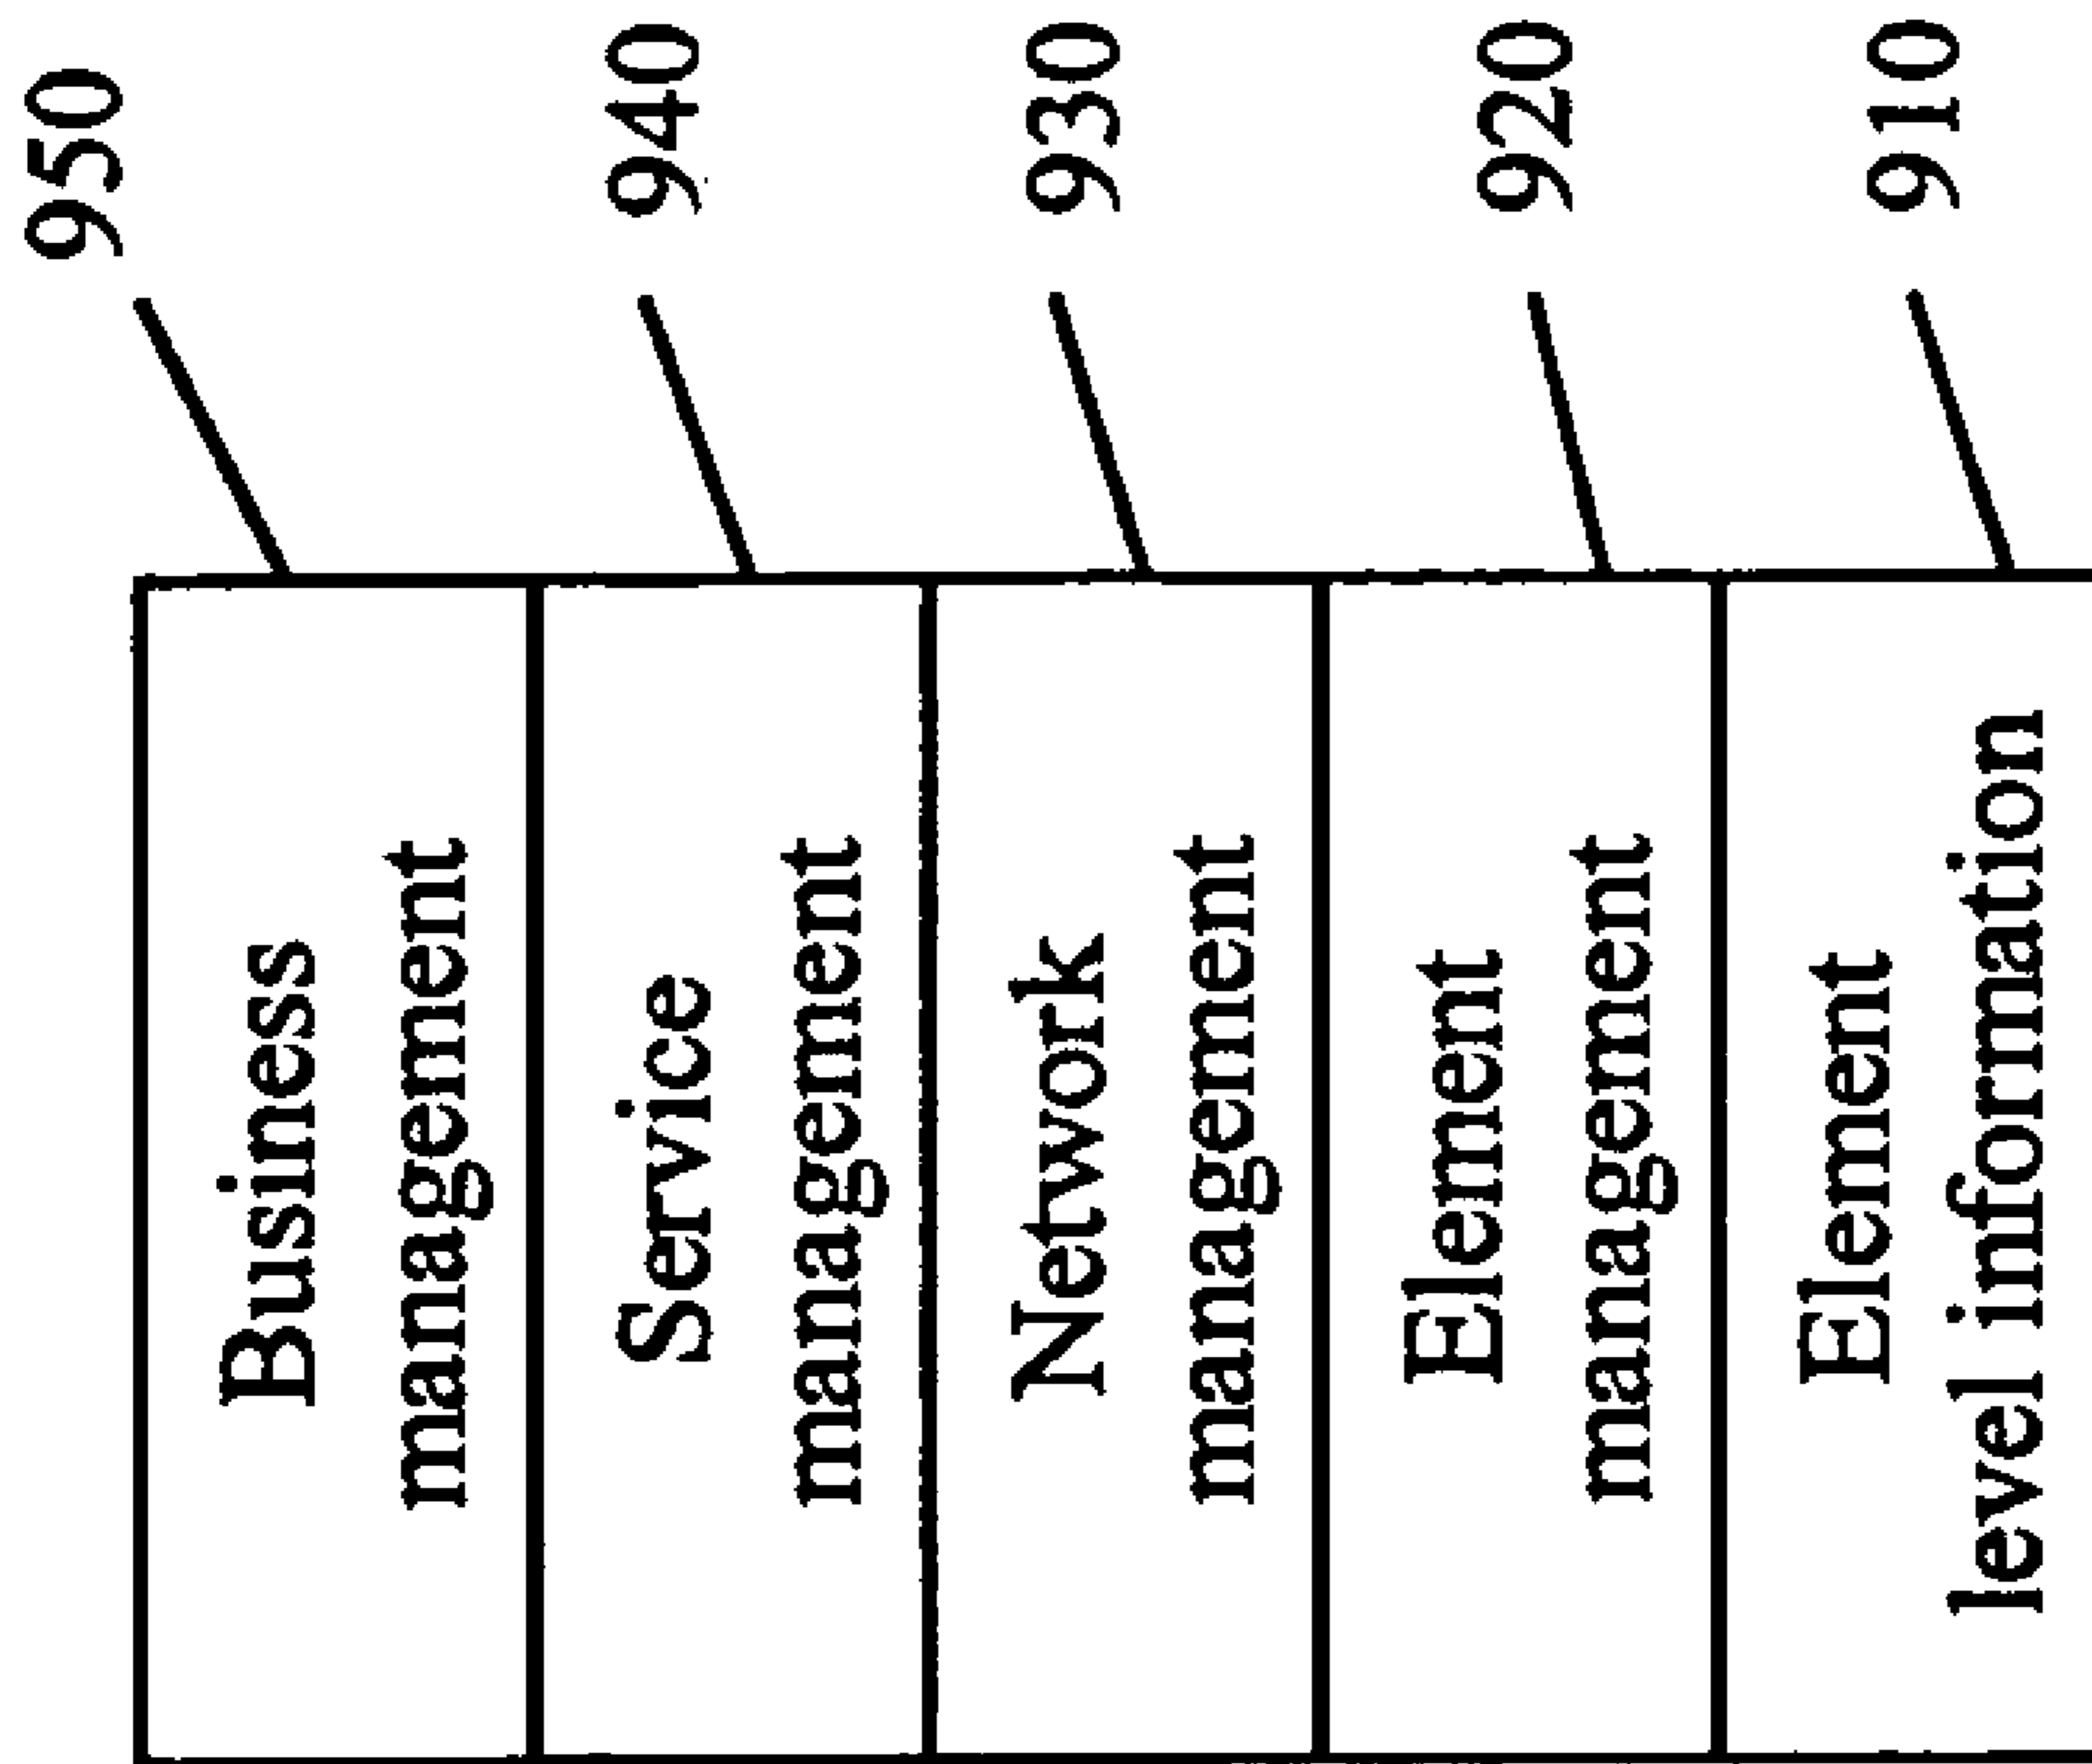 Business
management
950
Service
management
940
Network
management
930
Element
management
920
Element
level information
910